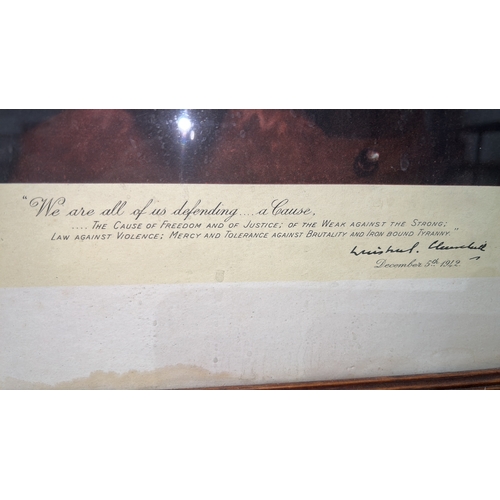 "We are all of us defending .... a Cause,
.... THE CAUSE OF FREEDOM AND OF JUSTICE; OF THE WEAK AGAINST THE STRONG;
LAW AGAINST VIOLENCE; MERCY AND TOLERANCE AGAINST BRUTALITY AND IRON BOUND TYRANNY."
Winston S. Churchill
December 5th 1942